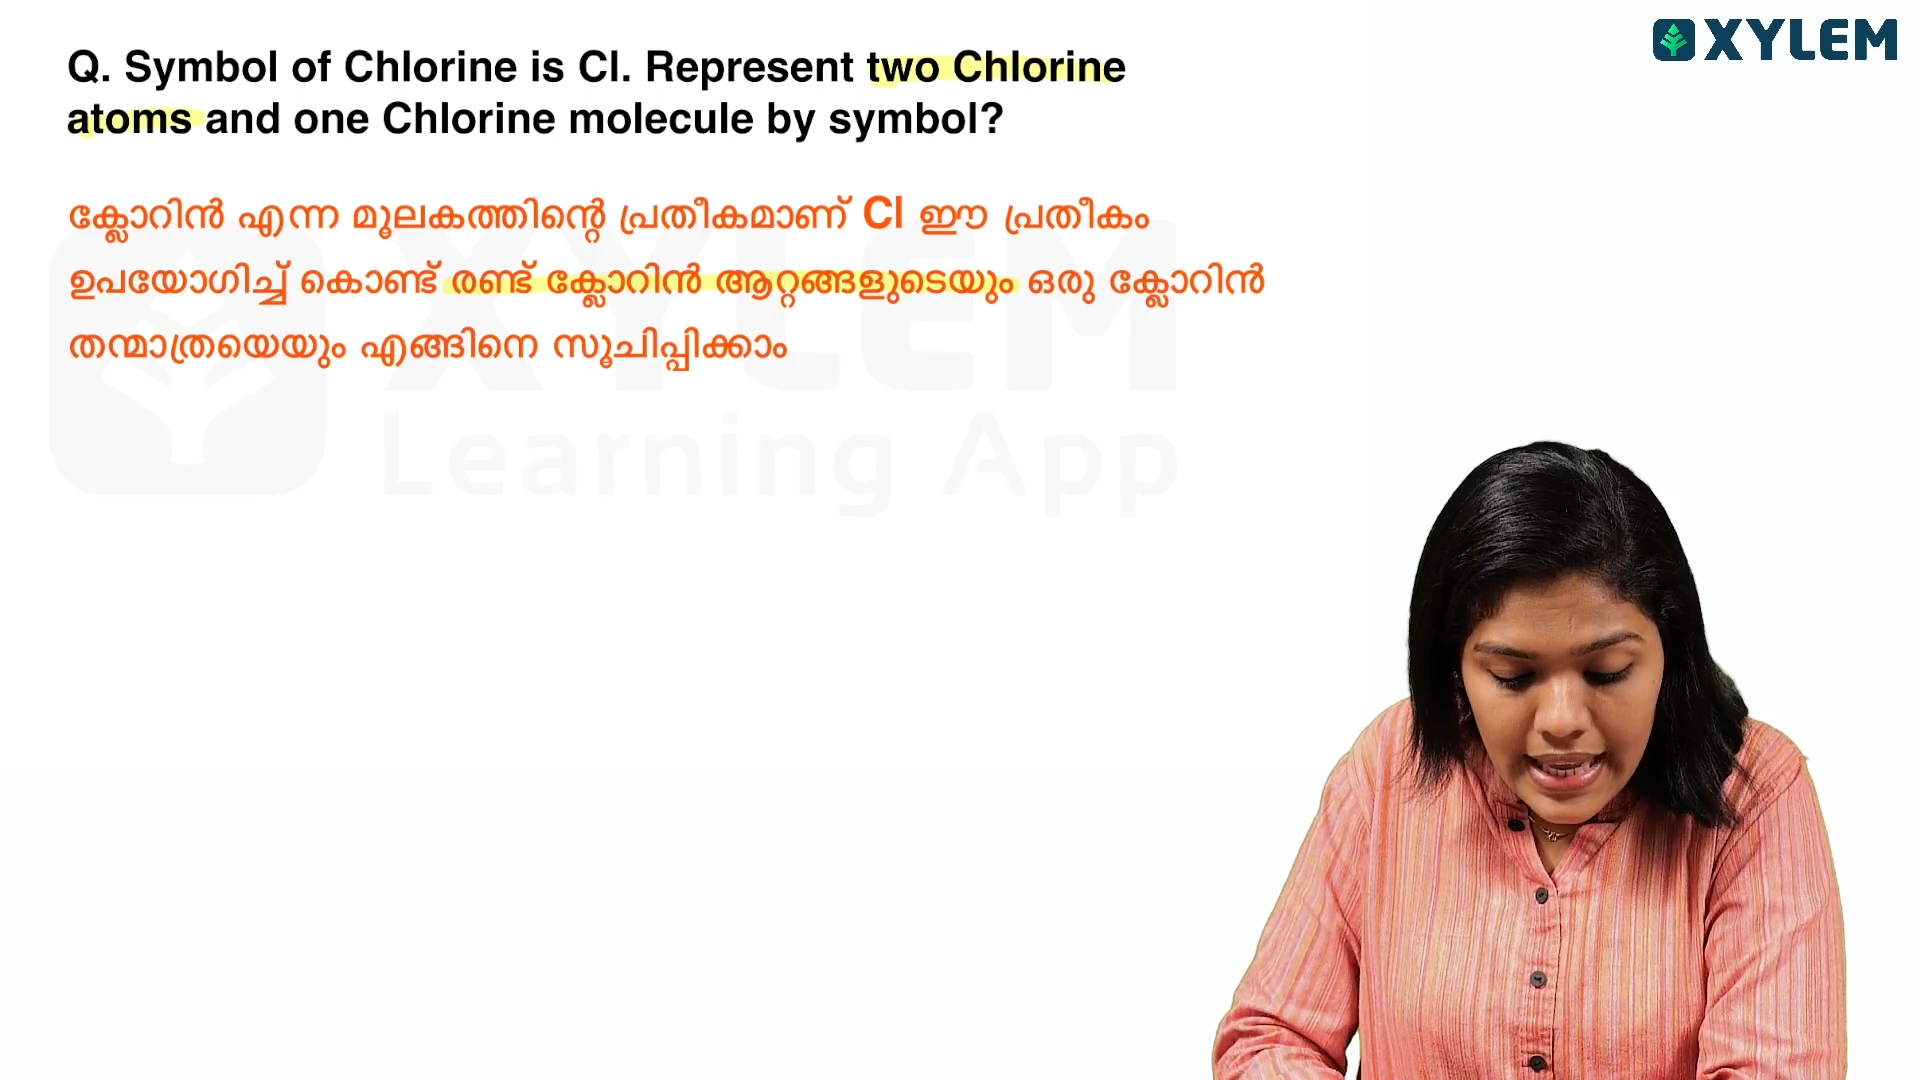 XYLEM
Q. Symbol of Chlorine is Cl. Represent two Chlorine
atoms and one Chlorine molecule by symbol?
ക്ലോറിൻ എന്ന മൂലകത്തിന്റെ പ്രതീകമാണ് Cl ഈ പ്രതീകം
ഉപയോഗിച്ച് കൊണ്ട് രണ്ട് ക്ലോറിൻ ആറ്റങ്ങളുടെയും ഒരു ക്ലോറിൻ
തന്മാത്രയെയും എങ്ങിനെ സൂചിപ്പിക്കാം
XYLEM
Learning App